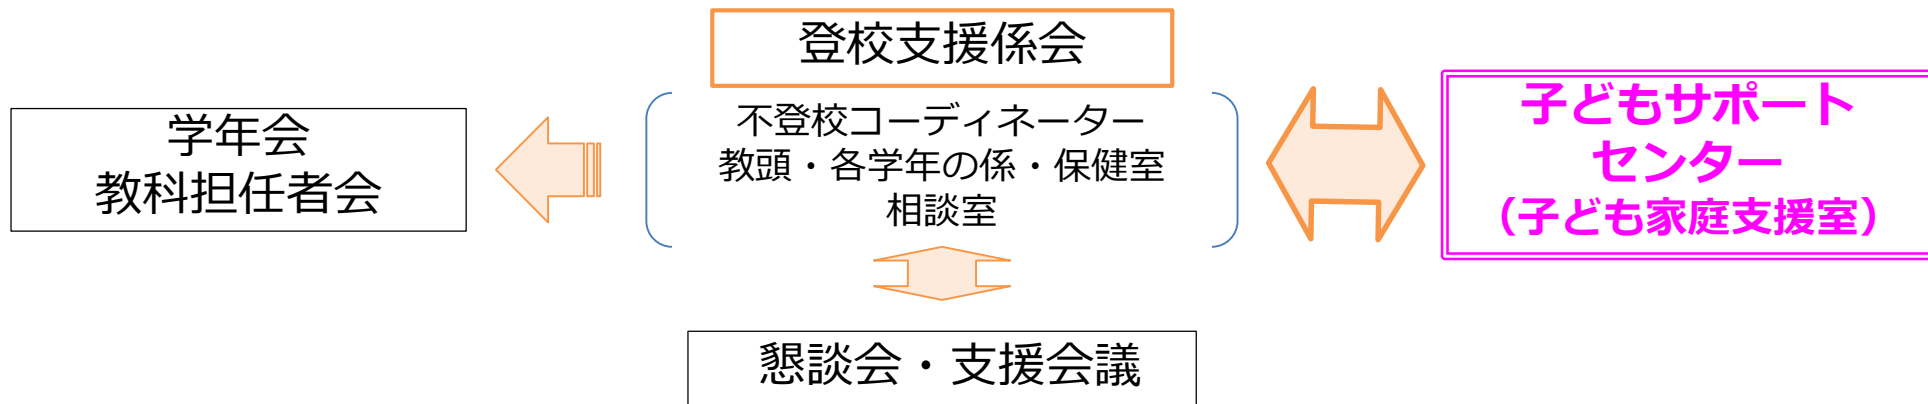 登校支援係会
不登校コーディネーター
教頭・各学年の係・保健室
相談室
学年会
教科担任者会
子どもサポート
センター
（子ども家庭支援室）
懇談会・支援会議